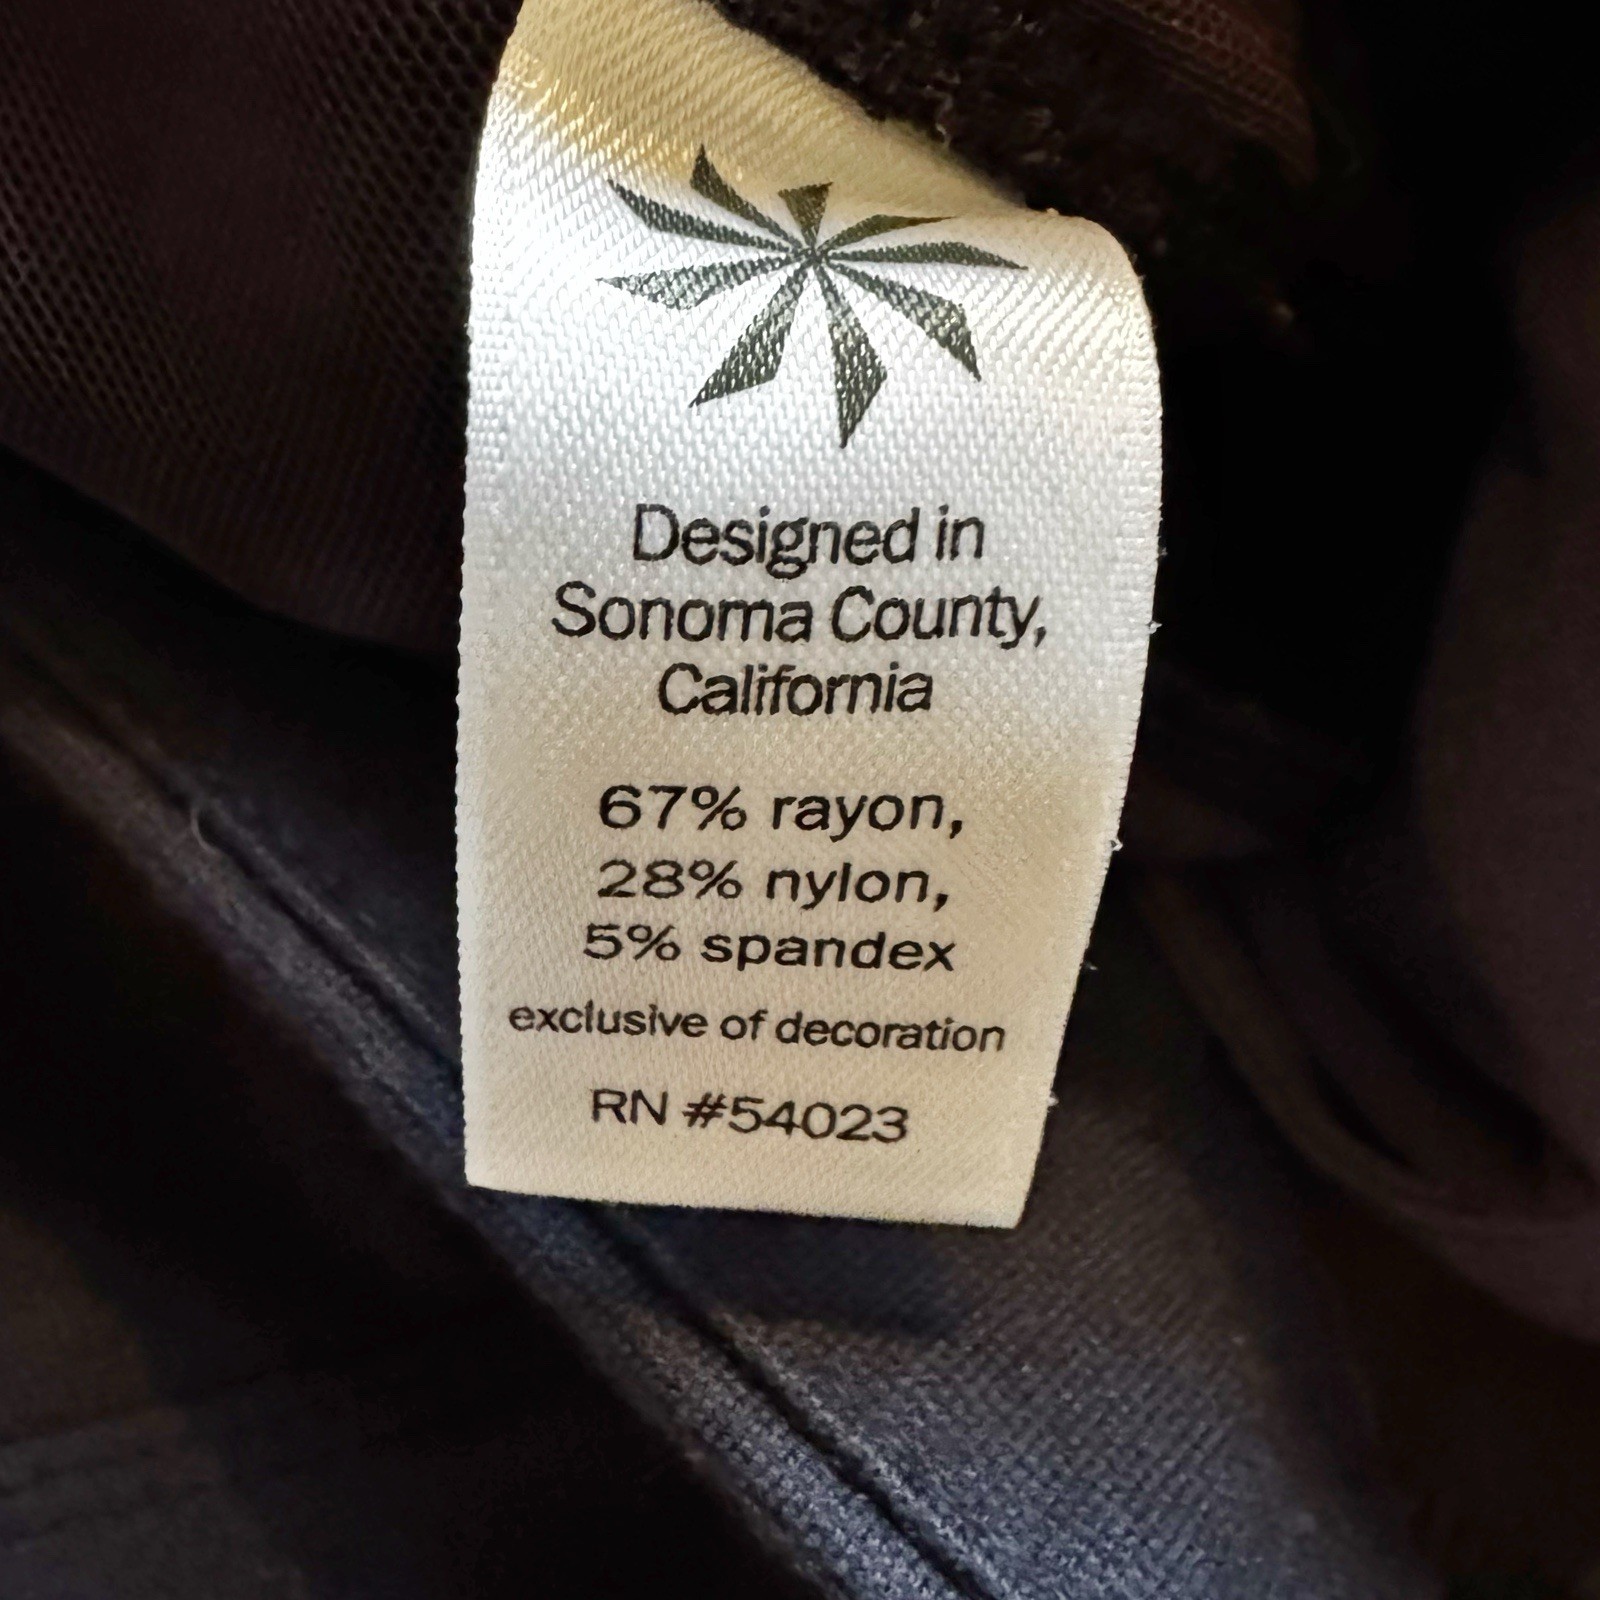 Designed in
Sonoma County,
California
67% rayon,
28% nylon,
5% spandex
exclusive of decoration
RN #54023